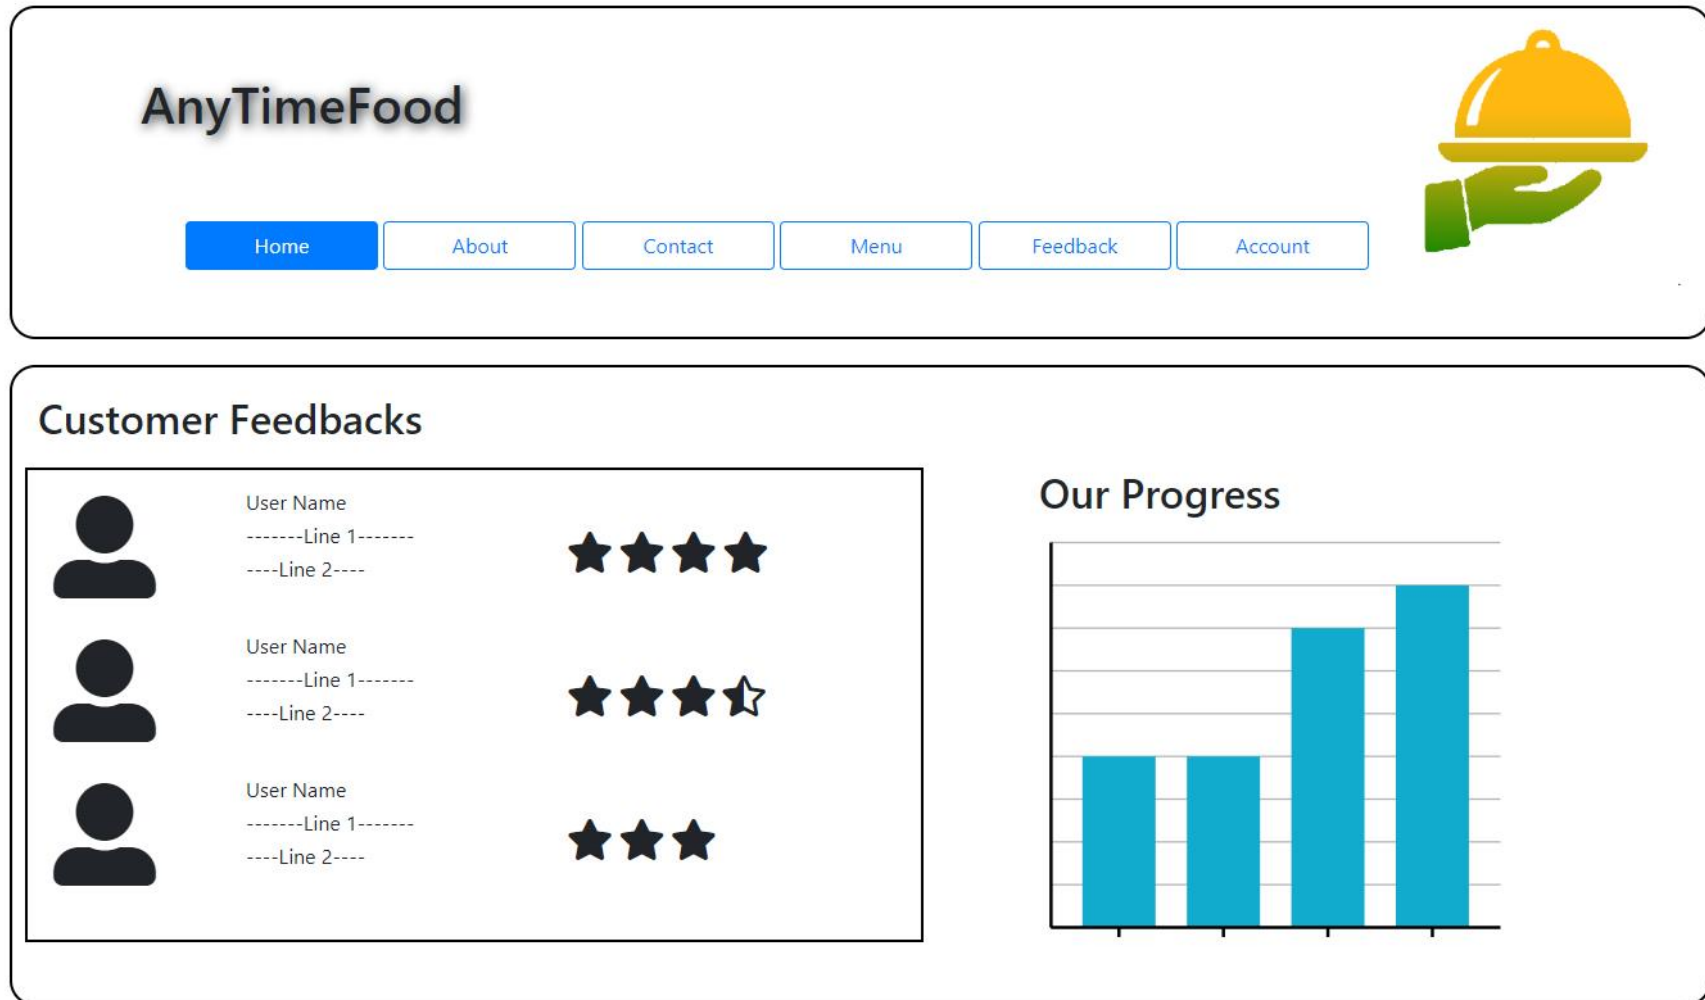 AnyTimeFood
Home About Contact Menu Feedback Account
Customer Feedbacks
User Name
-------Line 1-------
----Line 2----
User Name
-------Line 1-------
----Line 2----
User Name
-------Line 1-------
----Line 2----
Our Progress